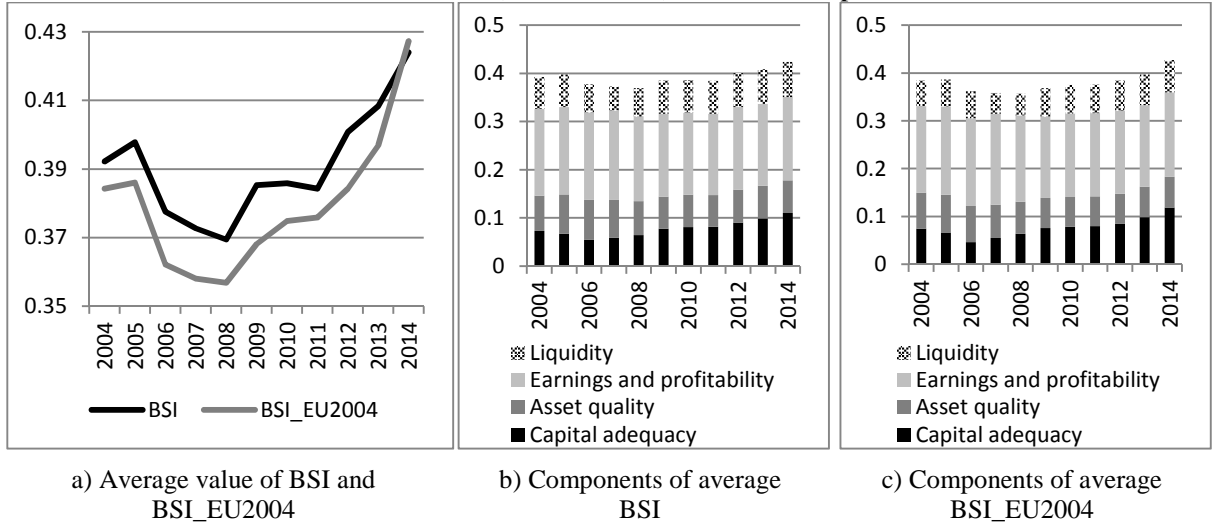 0.43
0.41
0.39
0.37
0.35
2004
2005
2006
2007
2008
2009
2010
2011
2012
2013
2014
BSI
BSI_EU2004
0.5
0.4
0.3
0.2
0.1
0
2004
2006
2008
2010
2012
2014
Liquidity
Earnings and profitability
Asset quality
Capital adequacy
0.5
0.4
0.3
0.2
0.1
0
2004
2006
2008
2010
2012
2014
Liquidity
Earnings and profitability
Asset quality
Capital adequacy
a) Average value of BSI and
BSI_EU2004
b) Components of average
BSI
c) Components of average
BSI_EU2004